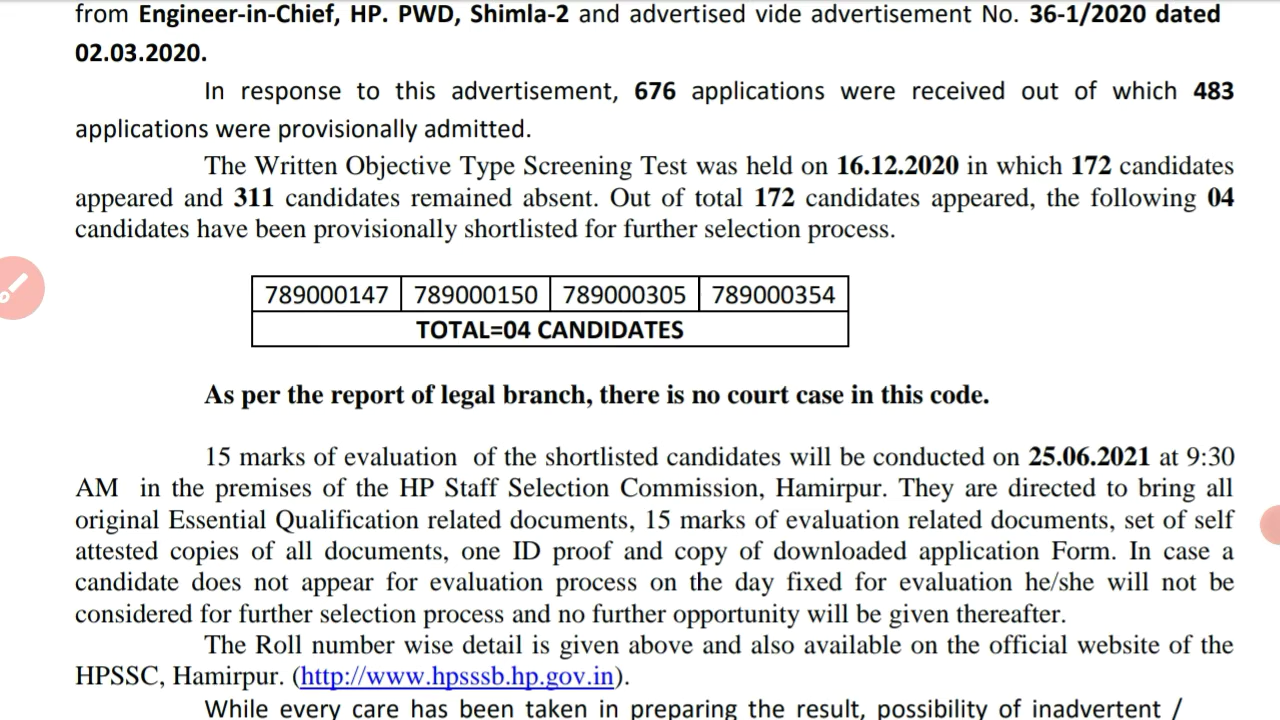 from Engineer-in-Chief, HP. PWD, Shimla-2 and advertised vide advertisement No. 36-1/2020 dated
02.03.2020.
In response to this advertisement, 676 applications were received out of which 483
applications were provisionally admitted.
The Written Objective Type Screening Test was held on 16.12.2020 in which 172 candidates
appeared and 311 candidates remained absent. Out of total 172 candidates appeared, the following 04
candidates have been provisionally shortlisted for further selection process.
789000147 789000150 789000305 789000354
TOTAL=04 CANDIDATES
As per the report of legal branch, there is no court case in this code.
15 marks of evaluation of the shortlisted candidates will be conducted on 25.06.2021 at 9:30
AM in the premises of the HP Staff Selection Commission, Hamirpur. They are directed to bring all
original Essential Qualification related documents, 15 marks of evaluation related documents, set of self
attested copies of all documents, one ID proof and copy of downloaded application Form. In case a
candidate does not appear for evaluation process on the day fixed for evaluation he/she will not be
considered for further selection process and no further opportunity will be given thereafter.
The Roll number wise detail is given above and also available on the official website of the
HPSSC, Hamirpur. (http://www.hpsssb.hp.gov.in).
While every care has been taken in preparing the result, possibility of inadvertent /